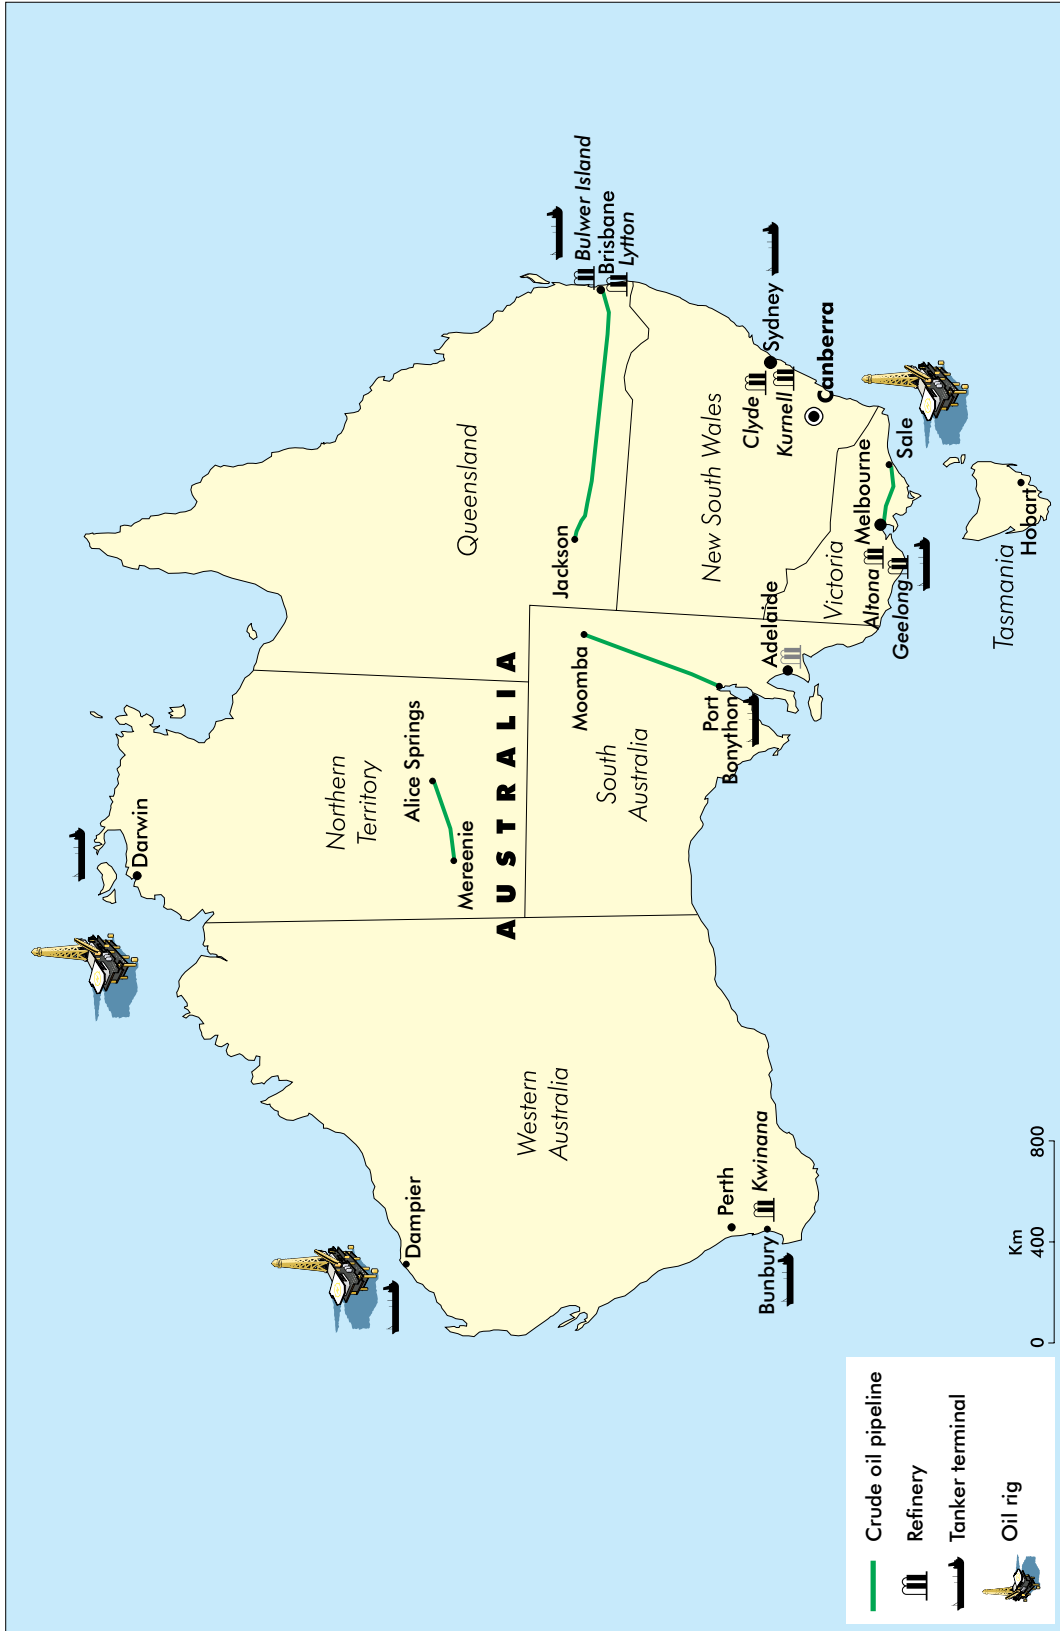 Darwin
Northern
Territory
Alice Springs
Mereenie
AUSTRALIA
Queensland
Jackson
Bulwer Island
Brisbane
Lytton
Dampier
Western
Australia
Perth
Kwinana
Bunbury
Moomba
South
Australia
Port
Bonython
Adelaide
New South Wales
Clyde
Kurnell
Sydney
Canberra
Victoria
Altona
Melbourne
Geelong
Sale
Tasmania
Hobart
Km
0 400 800
Crude oil pipeline
Refinery
Tanker terminal
Oil rig